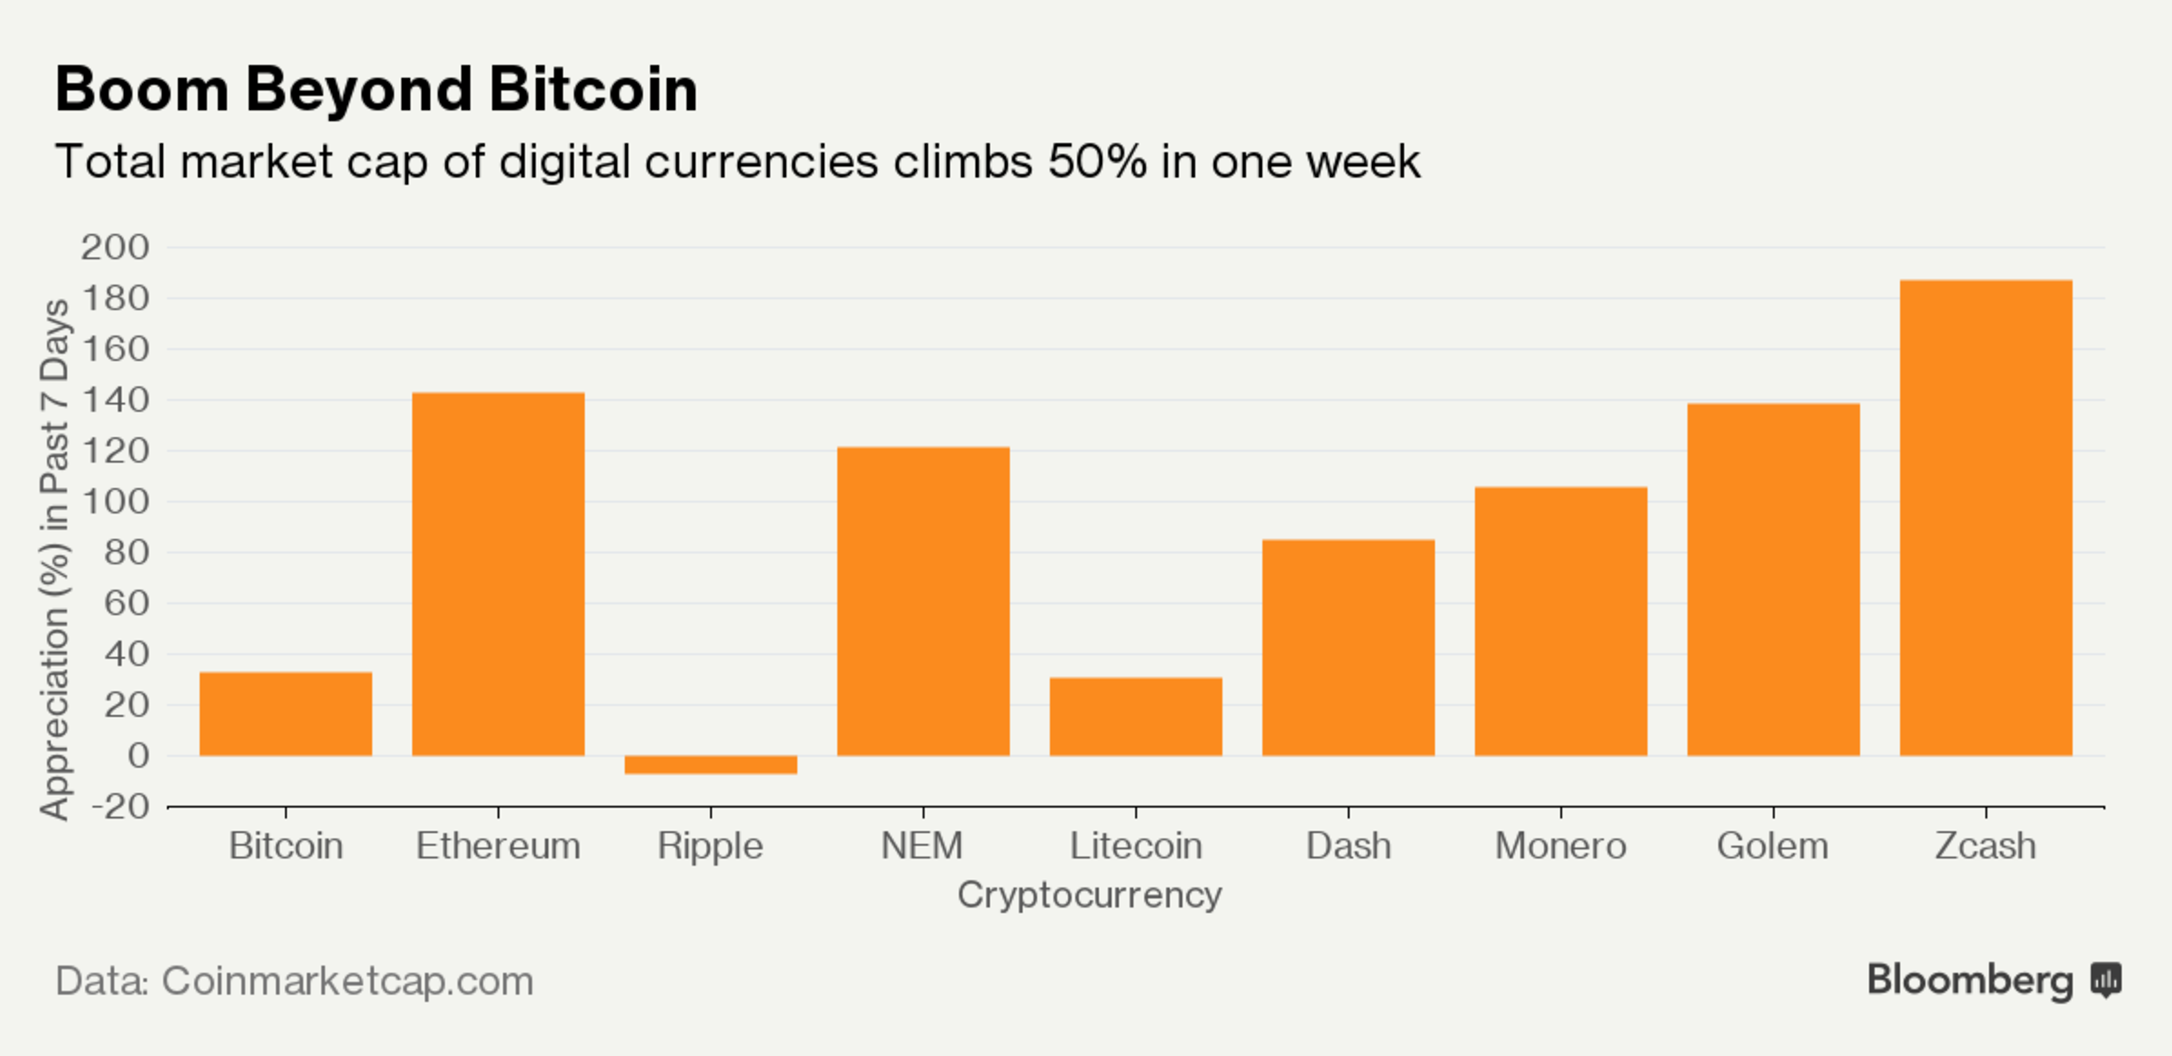 Boom Beyond Bitcoin
Total market cap of digital currencies climbs 50% in one week
Appreciation (%) in Past 7 Days
200
180
160
140
120
100
80
60
40
20
0
-20
Bitcoin Ethereum Ripple NEM Litecoin Dash Monero Golem Zcash
Cryptocurrency
Data: Coinmarketcap.com
Bloomberg